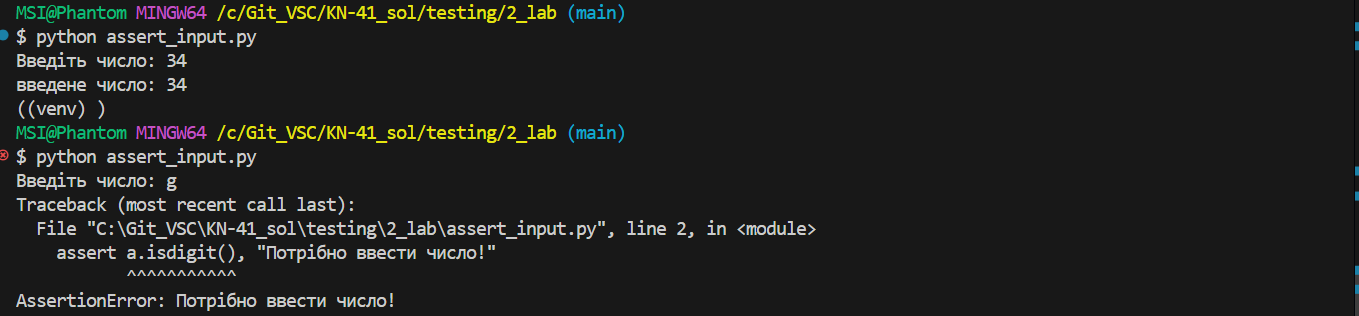 MSI@Phantom MINGW64 /c/Git_VSC/KN-41_sol/testing/2_lab (main)
$ python assert_input.py
Введіть число: 34
введене число: 34
((venv) )
MSI@Phantom MINGW64 /c/Git_VSC/KN-41_sol/testing/2_lab (main)
$ python assert_input.py
Введіть число: g
Traceback (most recent call last):
  File "C:\Git_VSC\KN-41_sol\testing\2_lab\assert_input.py", line 2, in <module>
    assert a.isdigit(), "Потрібно ввести число!"
           ^^^^^^^^^^^
AssertionError: Потрібно ввести число!